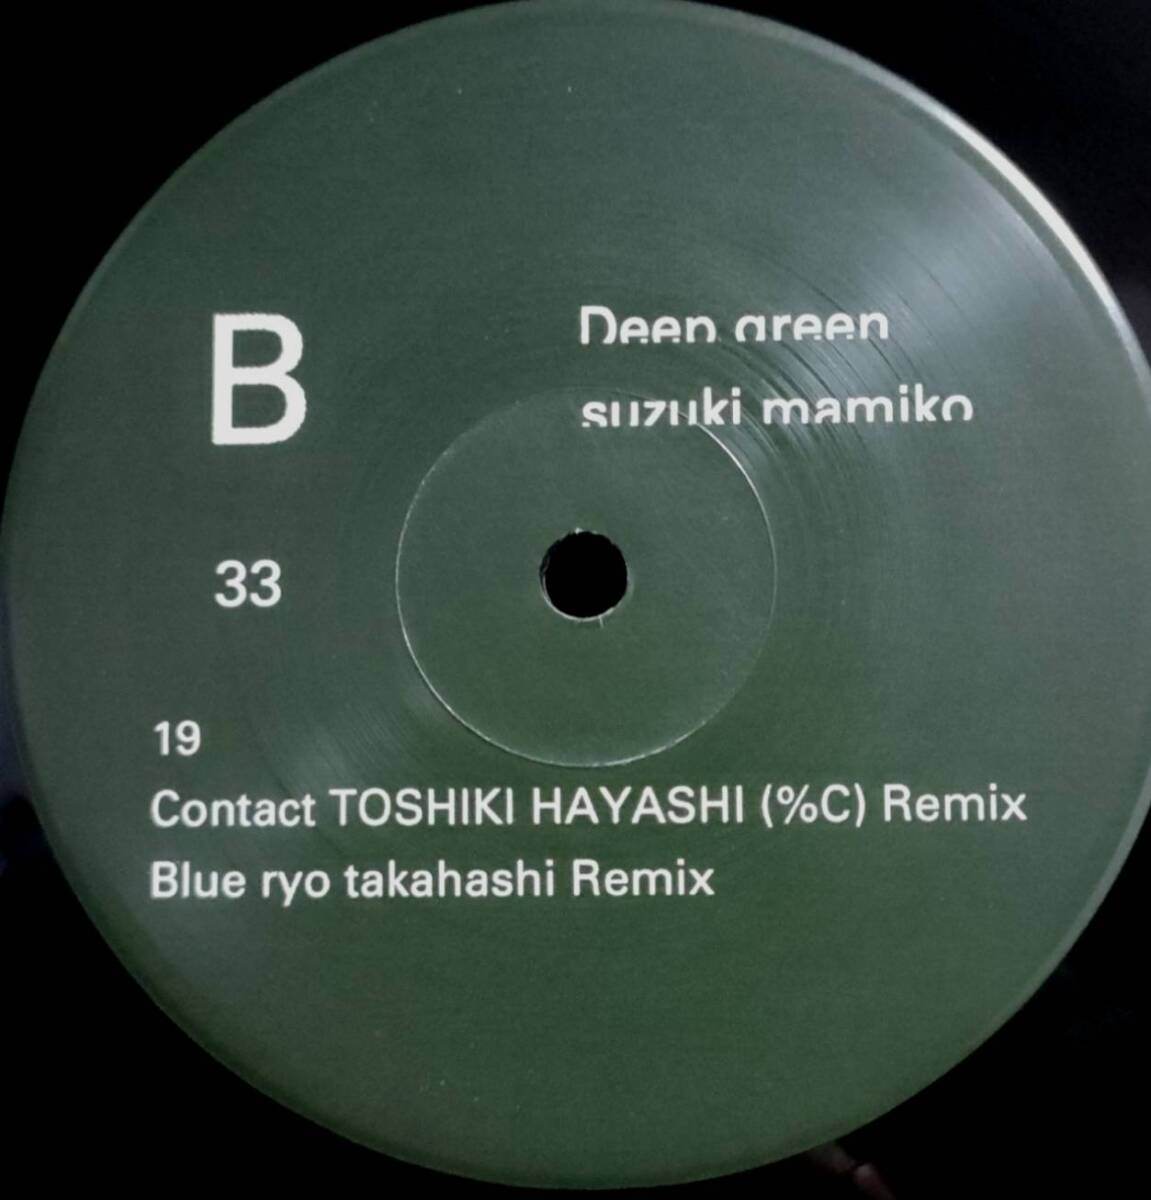 B
Deep green
suzuki mamiko
33
19
Contact TOSHIKI HAYASHI (%C) Remix
Blue ryo takahashi Remix